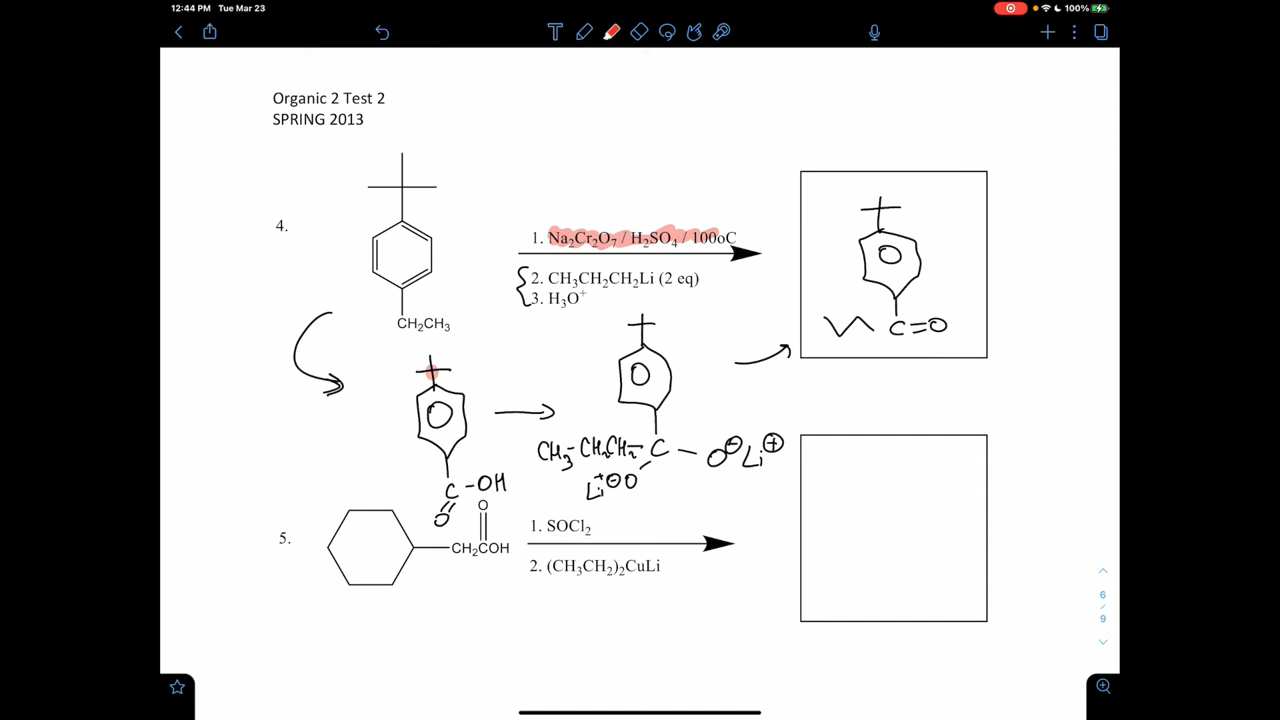 12:44 PM Tue Mar 23
100%
Organic 2 Test 2
SPRING 2013
4.
1. Na₂Cr₂O₇ / H₂SO₄ / 100oC
2. CH₃CH₂CH₂Li (2 eq)
3. H₃O⁺
CH₂CH₃
C=O
CH₃-CH₂CH₂-C-O⊖ Li⊕
Li⁺⊖O
C-OH
O
5.
O
CH₂COH
1. SOCl₂
2. (CH₃CH₂)₂CuLi
6
/
9